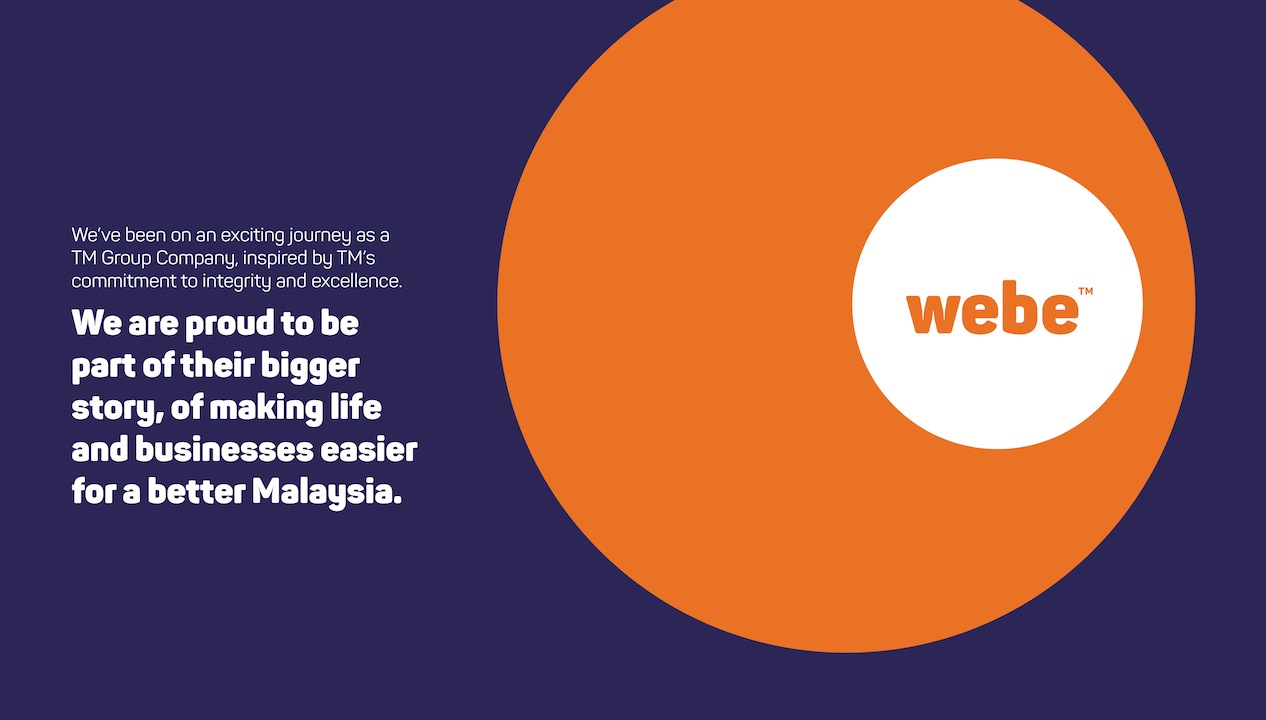 We've been on an exciting journey as a
TM Group Company, inspired by TM's
commitment to integrity and excellence.
We are proud to be
part of their bigger
story, of making life
and businesses easier
for a better Malaysia.
webe™